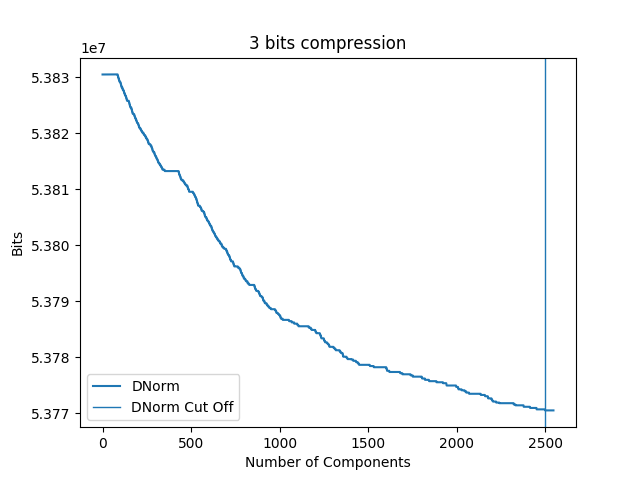 3 bits compression
1e7
5.383
5.382
5.381
5.380
5.379
5.378
5.377
Bits
DNorm
DNorm Cut Off
0 500 1000 1500 2000 2500
Number of Components